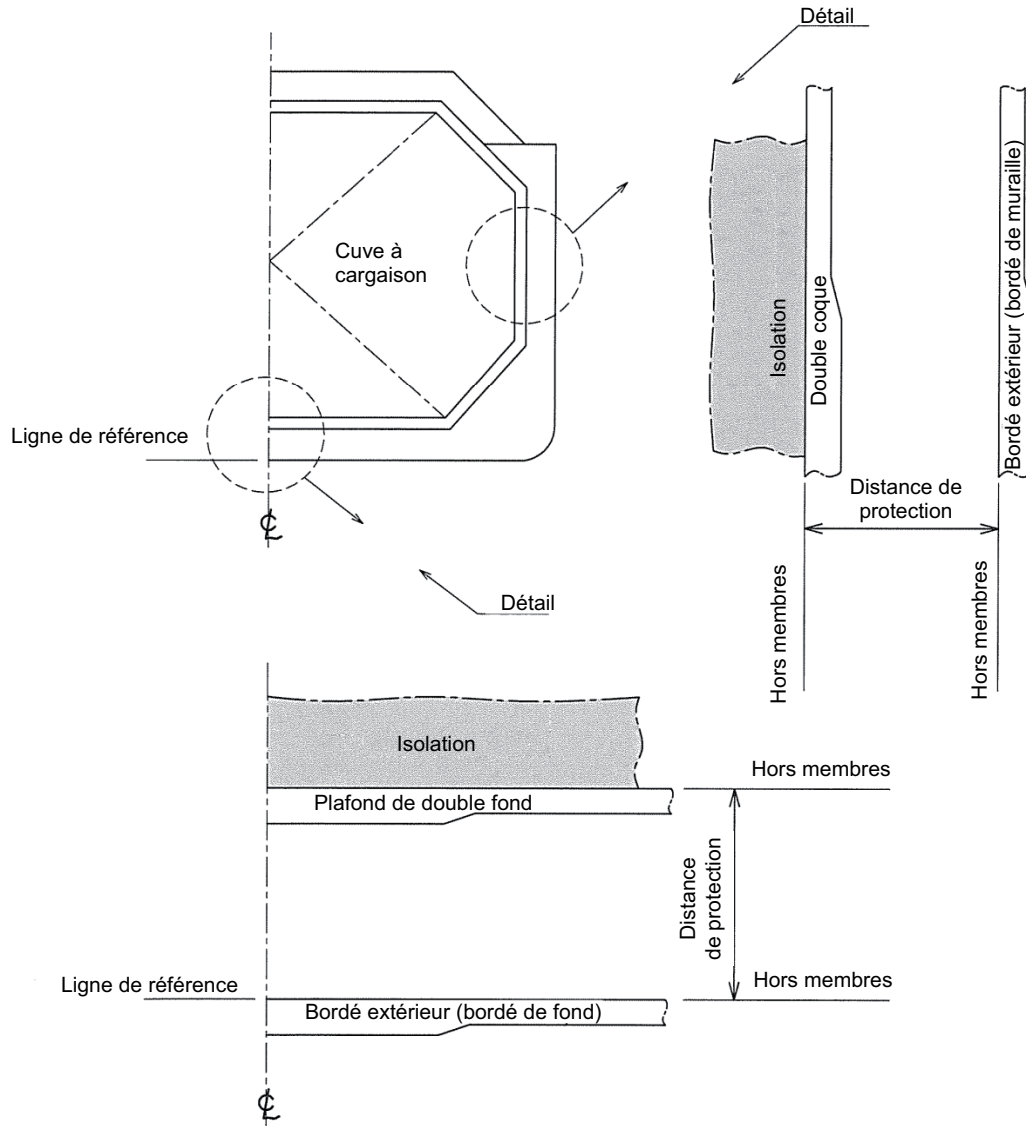 Détail
Cuve à
cargaison
Isolation
Double coque
Bordé extérieur (bordé de muraille)
Ligne de référence
℄
Distance de
protection
Hors membres
Hors membres
Détail
Isolation
Hors membres
Plafond de double fond
Distance
de protection
Ligne de référence
Hors membres
Bordé extérieur (bordé de fond)
℄